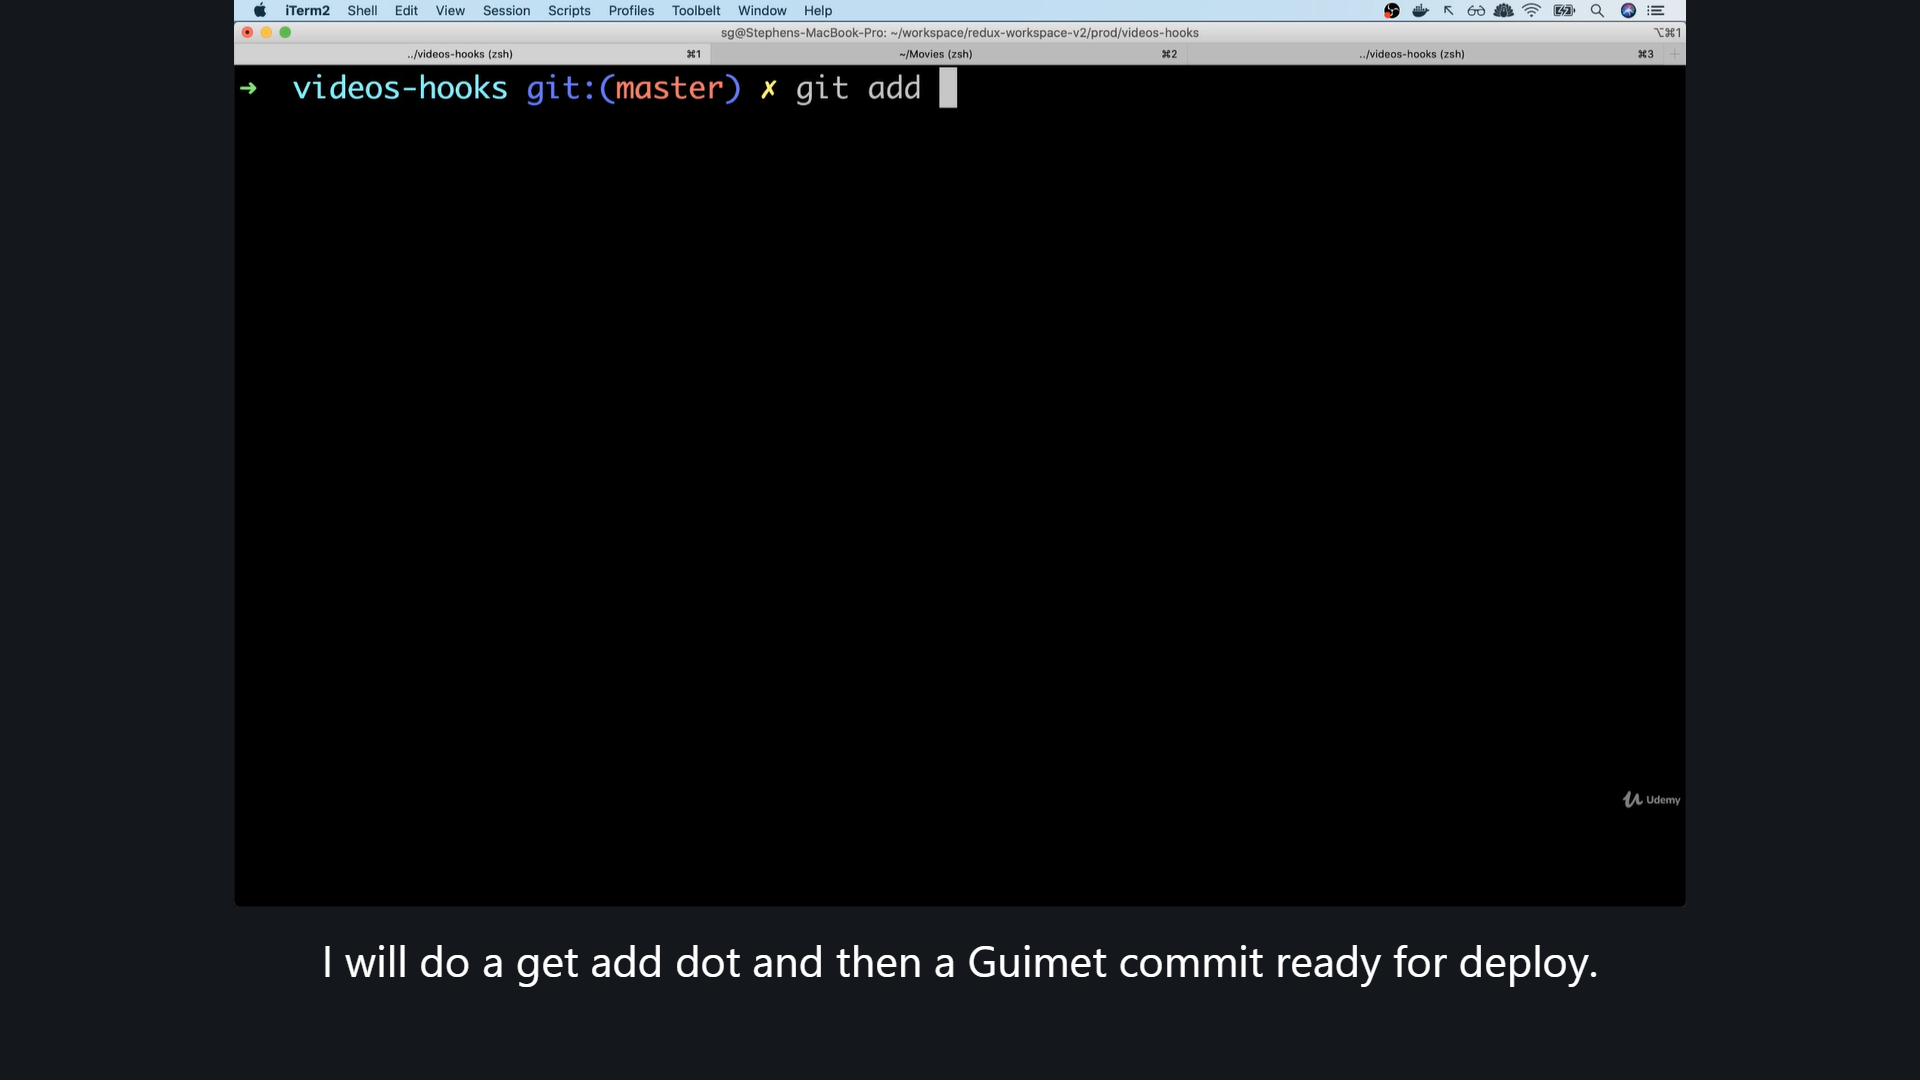 iTerm2 Shell Edit View Session Scripts Profiles Toolbelt Window Help
sg@Stephens-MacBook-Pro: ~/workspace/redux-workspace-v2/prod/videos-hooks ⌥⌘1
../videos-hooks (zsh) ⌘1 ~/Movies (zsh) ⌘2 ../videos-hooks (zsh) ⌘3
➜ videos-hooks git:(master) ✗ git add
Udemy
I will do a get add dot and then a Guimet commit ready for deploy.